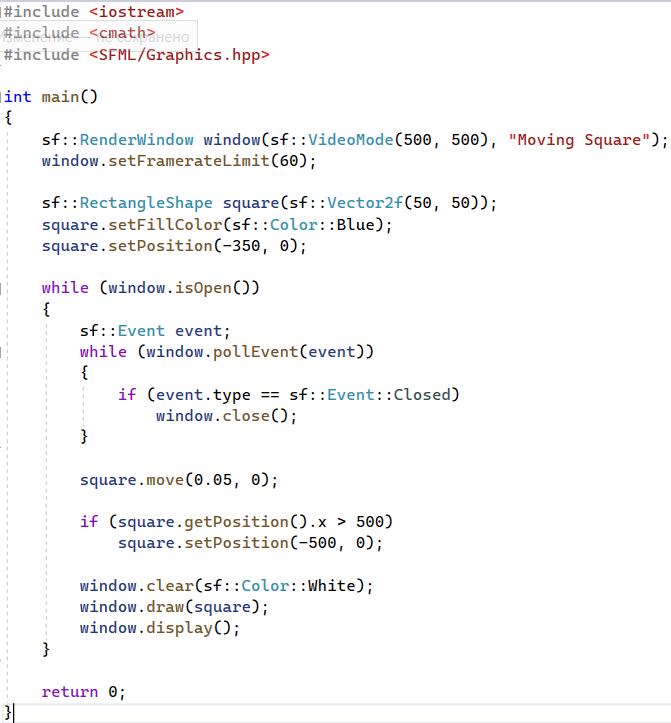 #include <iostream>
#include <cmath>
Изменение — не сохранено
#include <SFML/Graphics.hpp>
int main()
{
sf::RenderWindow window(sf::VideoMode(500, 500), "Moving Square");
window.setFramerateLimit(60);
sf::RectangleShape square(sf::Vector2f(50, 50));
square.setFillColor(sf::Color::Blue);
square.setPosition(-350, 0);
while (window.isOpen())
{
sf::Event event;
while (window.pollEvent(event))
{
if (event.type == sf::Event::Closed)
window.close();
}
square.move(0.05, 0);
if (square.getPosition().x > 500)
square.setPosition(-500, 0);
window.clear(sf::Color::White);
window.draw(square);
window.display();
}
return 0;
}